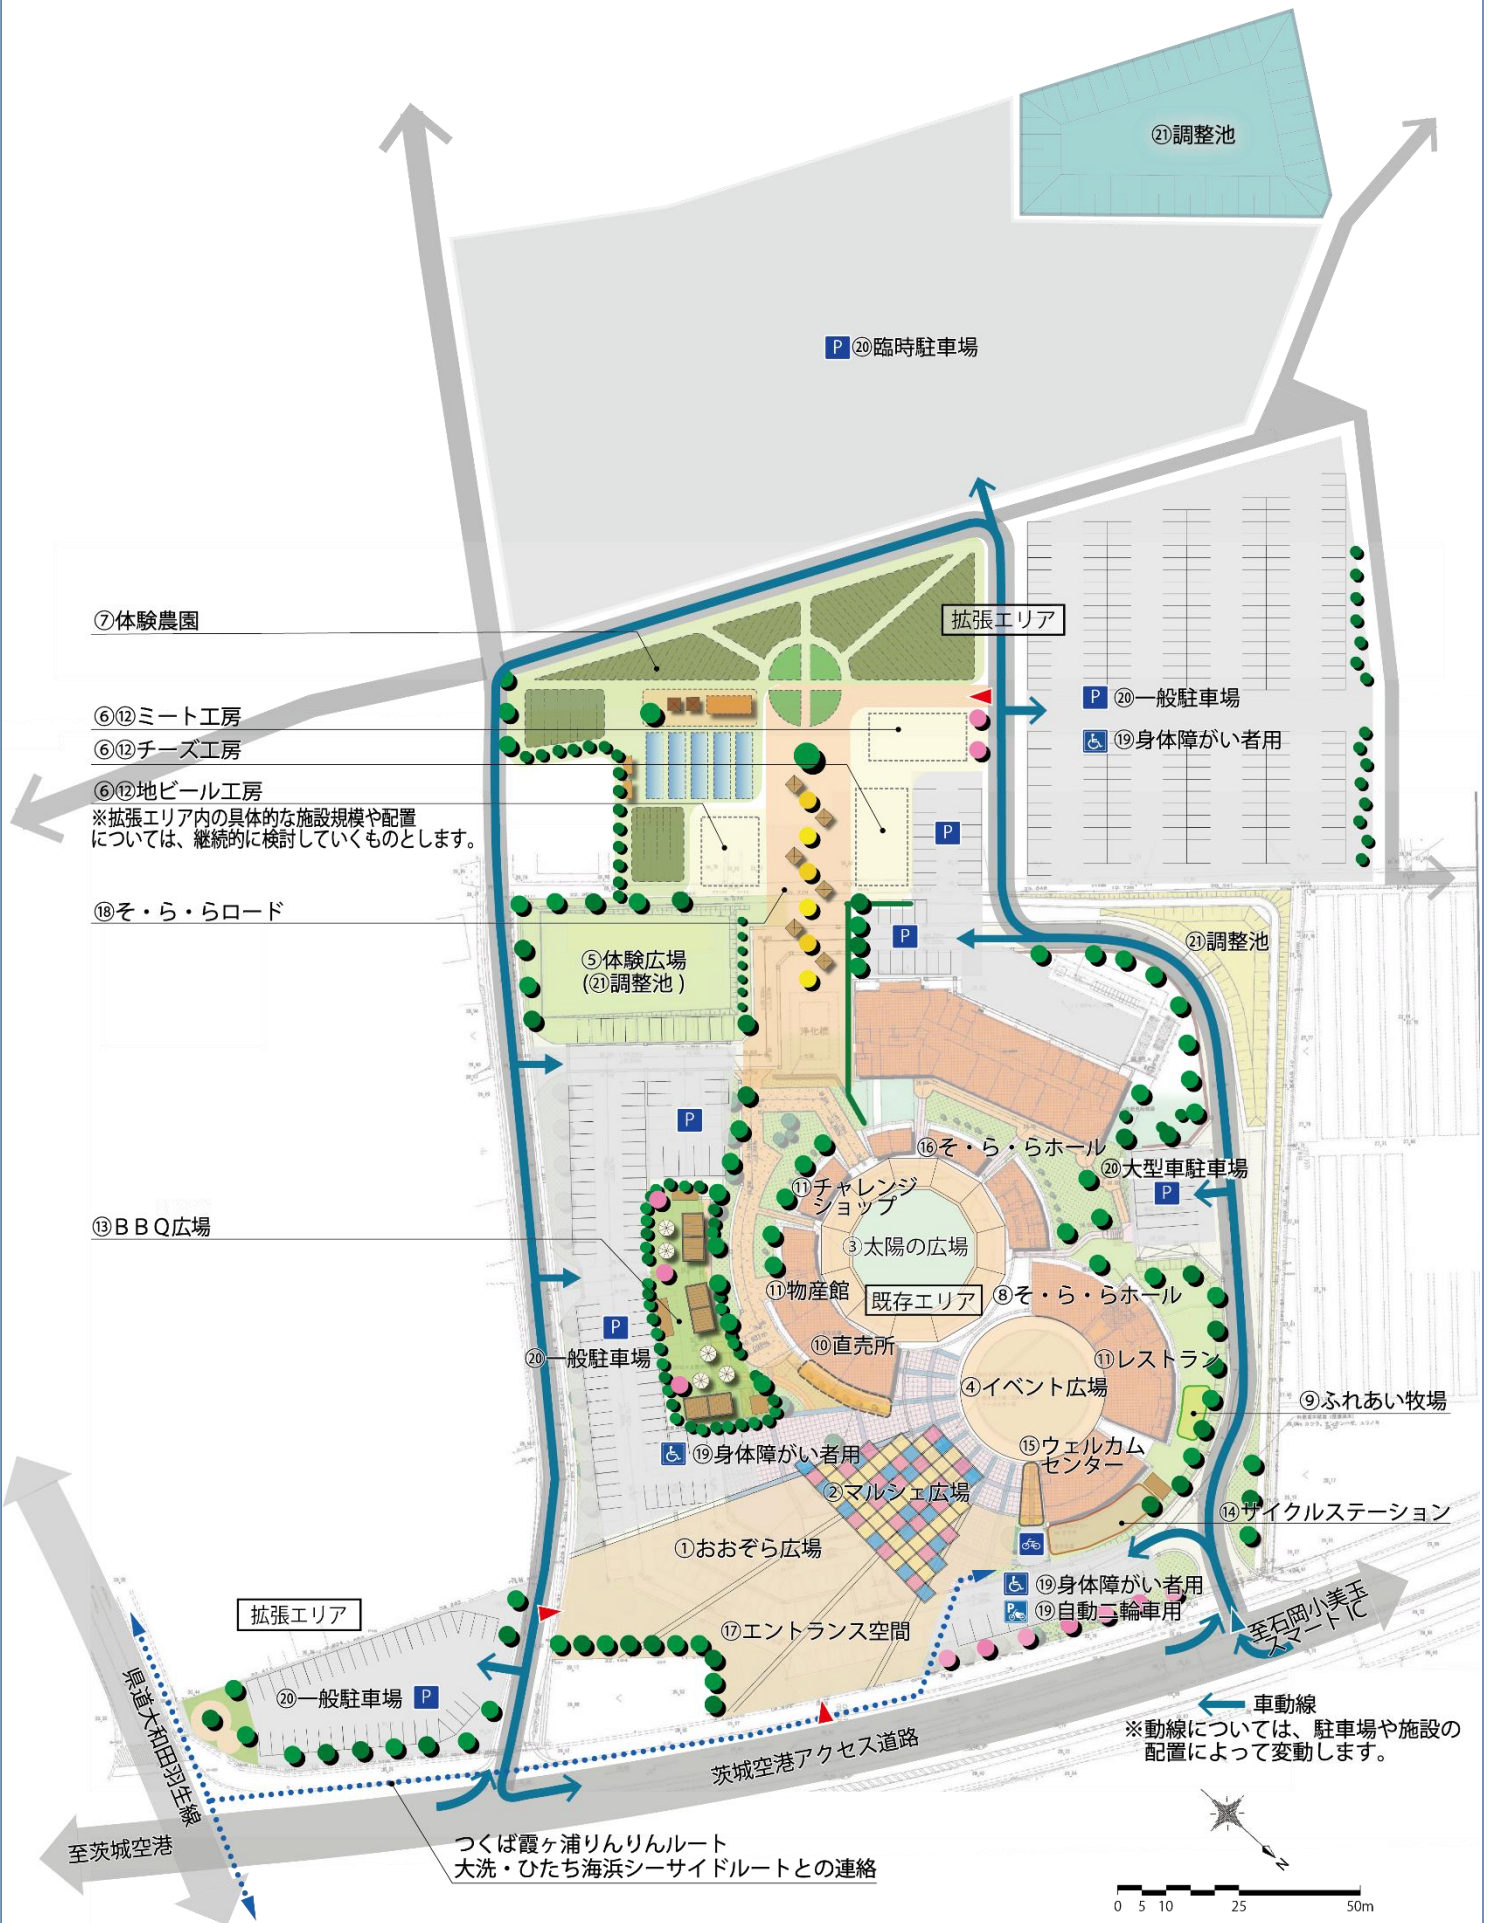 ㉑調整池
P ⑳臨時駐車場
⑦体験農園
拡張エリア
P ⑳一般駐車場
⑲身体障がい者用
⑥⑫ミート工房
⑥⑫チーズ工房
⑥⑫地ビール工房
※拡張エリア内の具体的な施設規模や配置
については、継続的に検討していくものとします。
P
⑱そ・ら・らロード
P
㉑調整池
⑤体験広場
(㉑調整池)
浄化槽
P
⑯そ・ら・らホール
⑳大型車駐車場
P
⑪チャレンジ
ショップ
⑬ＢＢＱ広場
③太陽の広場
⑪物産館
既存エリア
⑧そ・ら・らホール
P
⑳一般駐車場
⑩直売所
⑪レストラン
④イベント広場
⑨ふれあい牧場
⑲身体障がい者用
⑮ウェルカム
センター
②マルシェ広場
⑭サイクルステーション
①おおぞら広場
⑲身体障がい者用
P ⑲自動二輪車用
拡張エリア
⑰エントランス空間
至石岡小美玉
スマートIC
⑳一般駐車場 P
県道大和田羽生線
車動線
※動線については、駐車場や施設の
配置によって変動します。
茨城空港アクセス道路
至茨城空港
つくば霞ヶ浦りんりんルート
大洗・ひたち海浜シーサイドルートとの連絡
N
0 5 10 25 50m